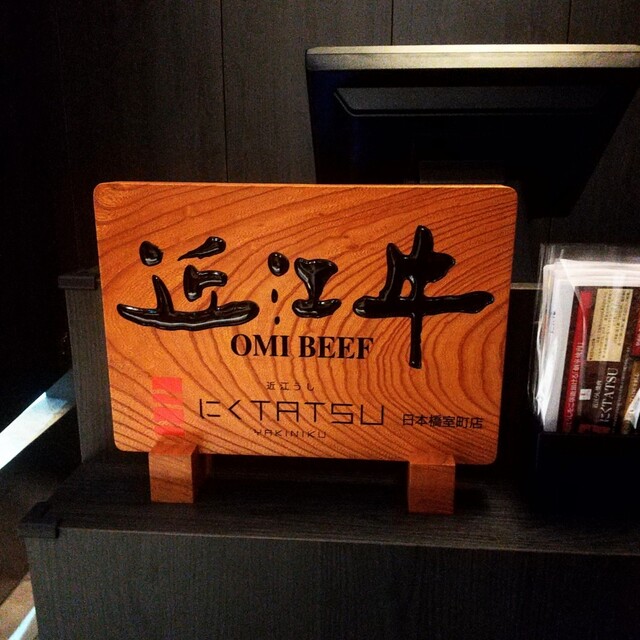 近江牛
OMI BEEF
近江うし
にくTATSU 日本橋室町店
YAKINIKU
TATSU